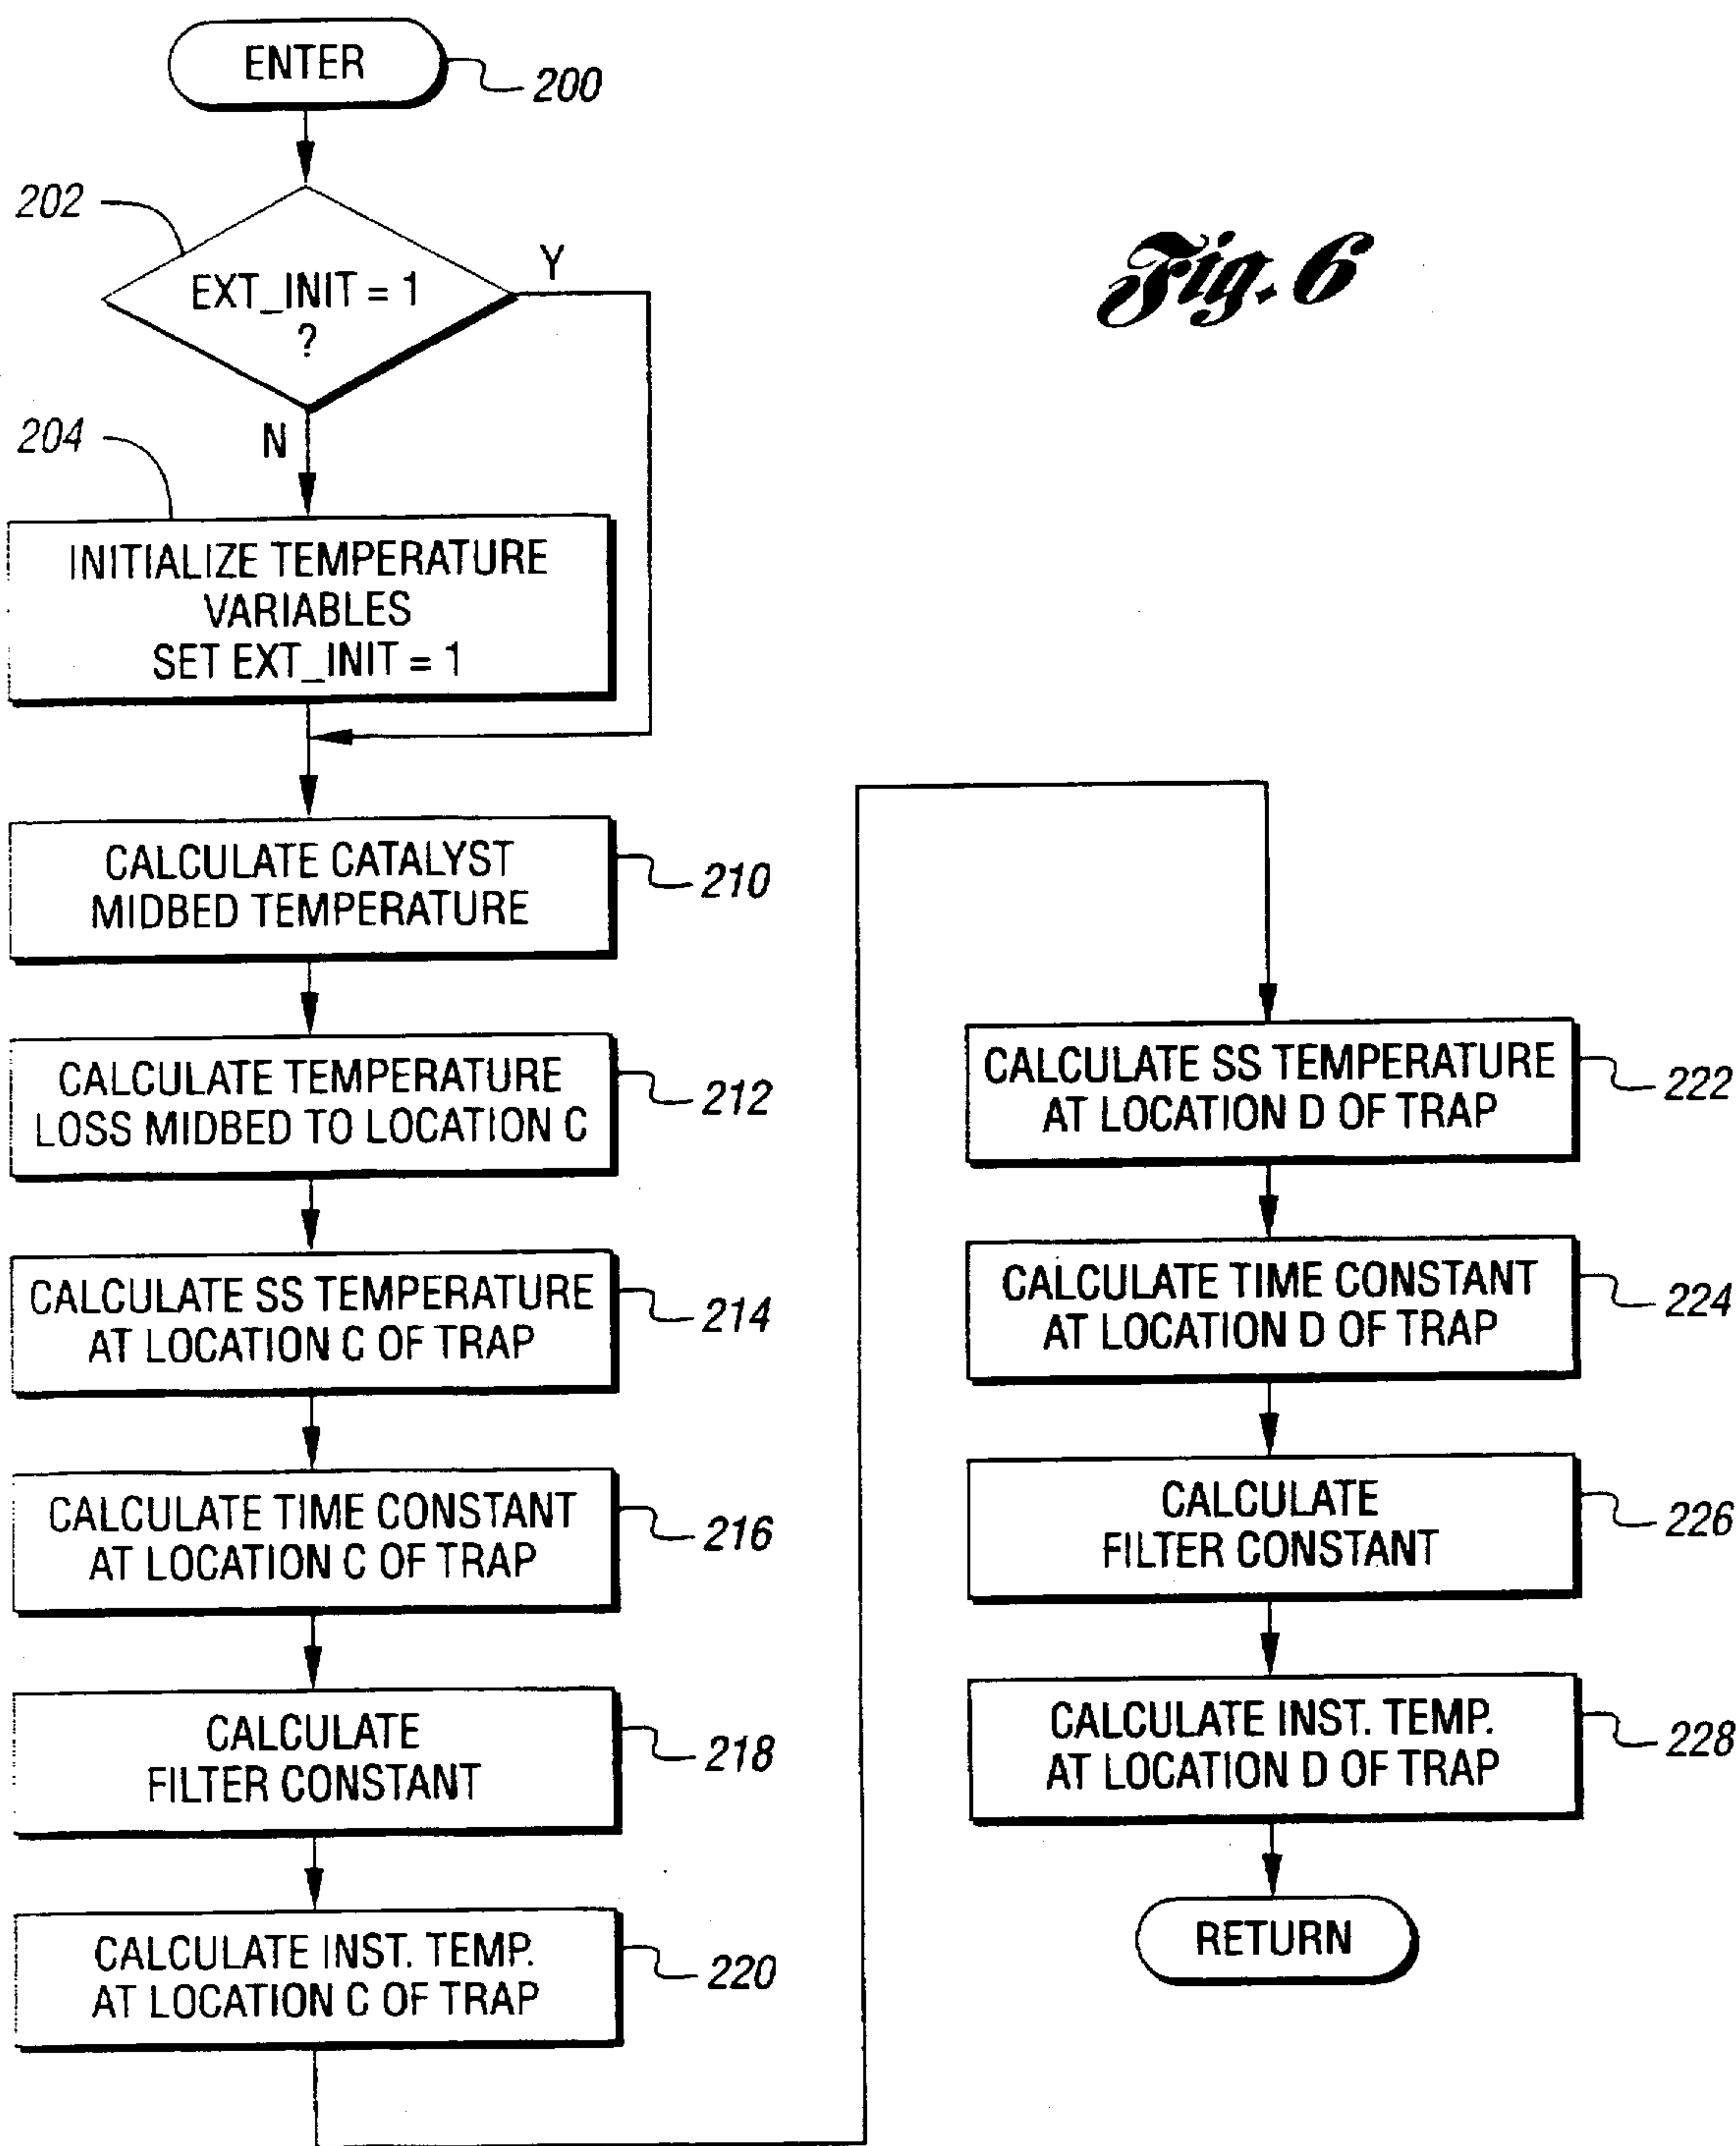 ENTER
200
202
EXT_INIT = 1
?
Y
N
Fig. 6
204
INITIALIZE TEMPERATURE
VARIABLES
SET EXT_INIT = 1
CALCULATE CATALYST
MIDBED TEMPERATURE
210
CALCULATE TEMPERATURE
LOSS MIDBED TO LOCATION C
212
CALCULATE SS TEMPERATURE
AT LOCATION C OF TRAP
214
CALCULATE TIME CONSTANT
AT LOCATION C OF TRAP
216
CALCULATE
FILTER CONSTANT
218
CALCULATE INST. TEMP.
AT LOCATION C OF TRAP
220
CALCULATE SS TEMPERATURE
AT LOCATION D OF TRAP
222
CALCULATE TIME CONSTANT
AT LOCATION D OF TRAP
224
CALCULATE
FILTER CONSTANT
226
CALCULATE INST. TEMP.
AT LOCATION D OF TRAP
228
RETURN